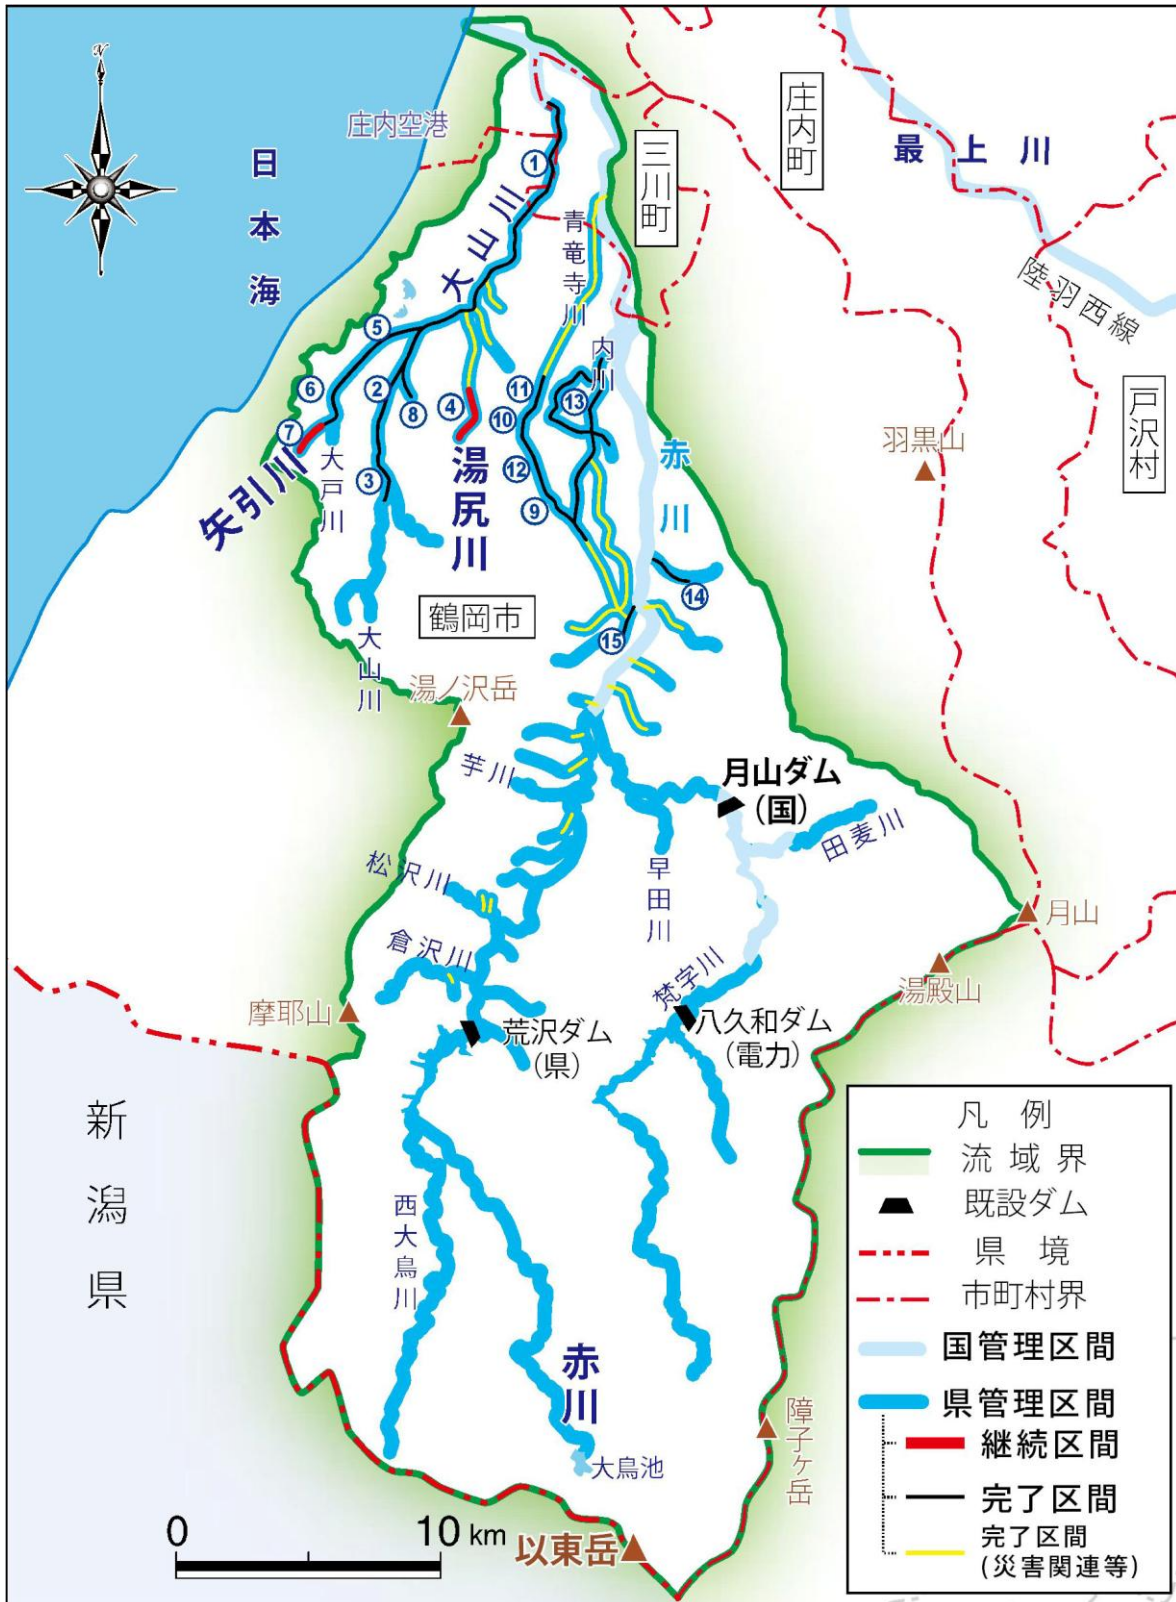 N
庄内空港
日本海
①
大山川
青竜寺川
三川町
庄内町
最上川
陸羽西線
戸沢村
内川
⑤
⑥
②
⑧
④
⑪
⑩
⑬
⑦
矢引川
大戸川
③
湯尻川
⑫
⑨
赤川
羽黒山
⑭
鶴岡市
⑮
大山川
湯ノ沢岳
芋川
月山ダム
(国)
田麦川
早田川
松沢川
倉沢川
月山
湯殿山
摩耶山
梵字川
荒沢ダム
(県)
八久和ダム
(電力)
新潟県
西大鳥川
赤川
大鳥池
障子ヶ岳
以東岳
0 10 km
凡例
流域界
既設ダム
県境
市町村界
国管理区間
県管理区間
継続区間
完了区間
完了区間
(災害関連等)